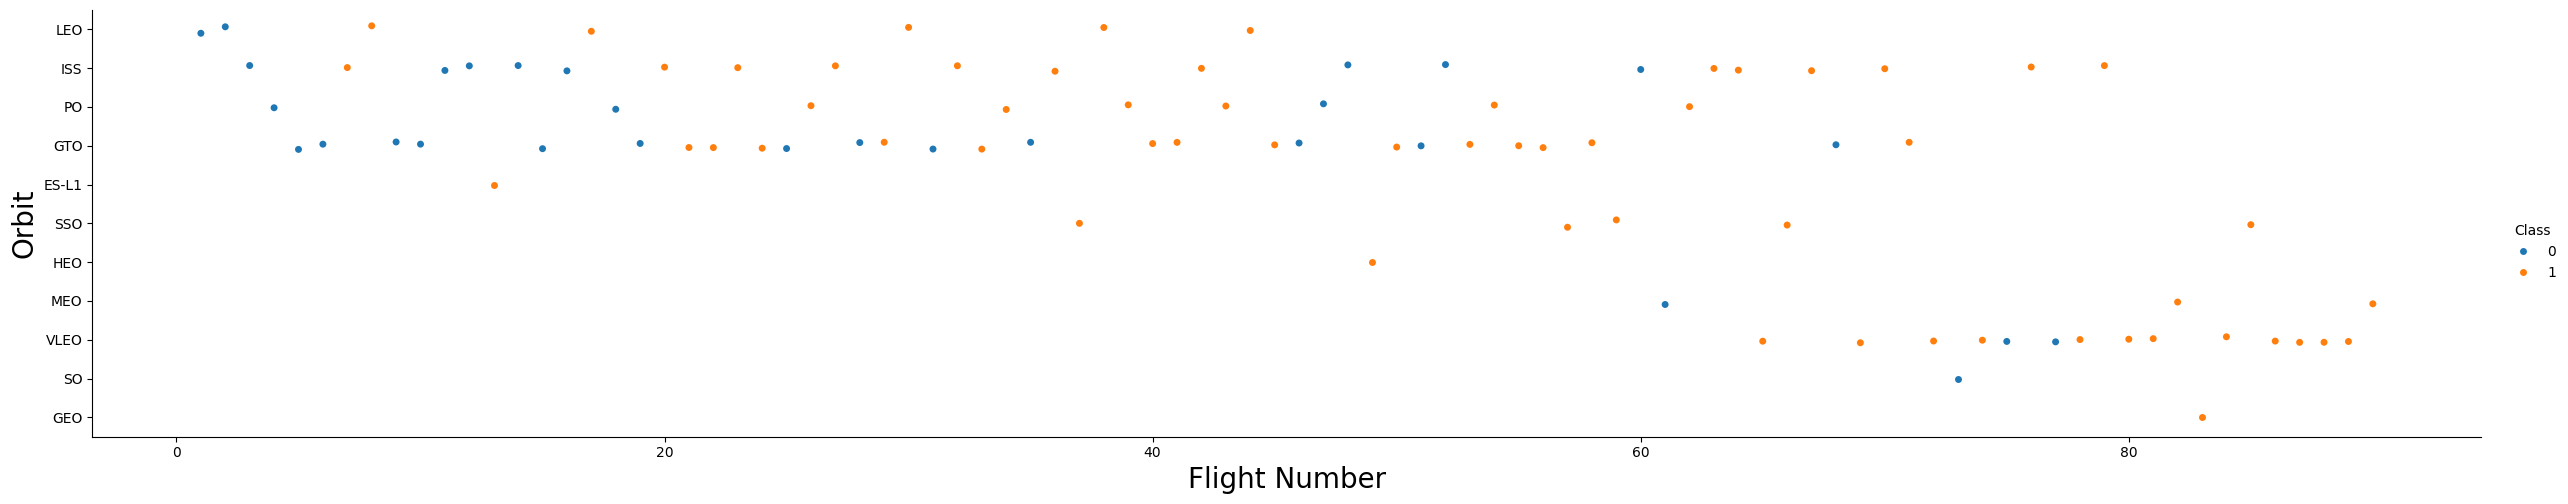 LEO
ISS
PO
GTO
ES-L1
SSO
HEO
MEO
VLEO
SO
GEO
Orbit
0
20
40
60
80
Flight Number
Class
0
1